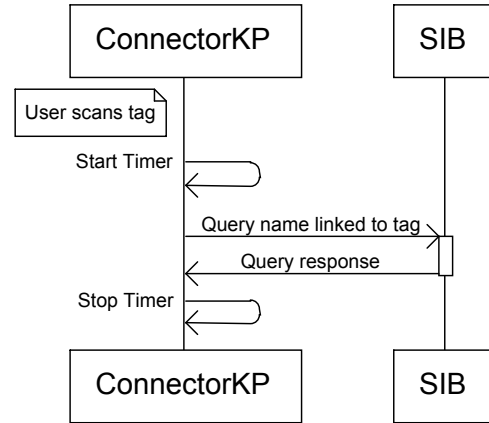 ConnectorKP
SIB
User scans tag
Start Timer
Query name linked to tag
Query response
Stop Timer
ConnectorKP
SIB